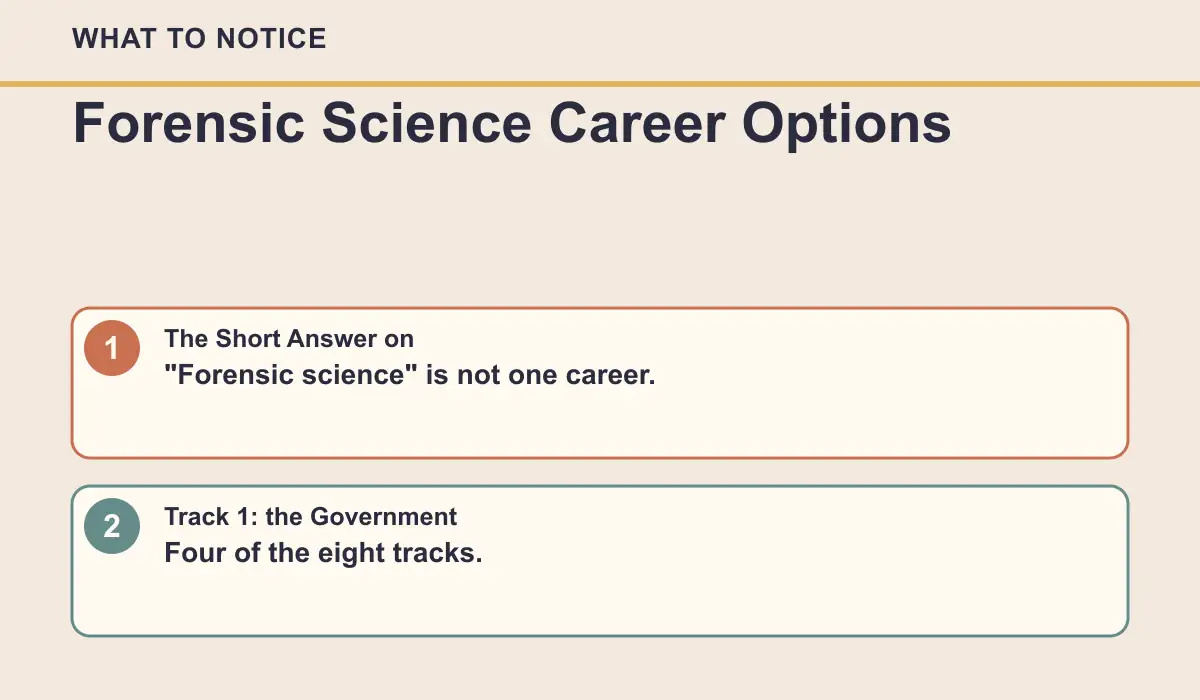 WHAT TO NOTICE
Forensic Science Career Options
1
The Short Answer on
"Forensic science" is not one career.
2
Track 1: the Government
Four of the eight tracks.